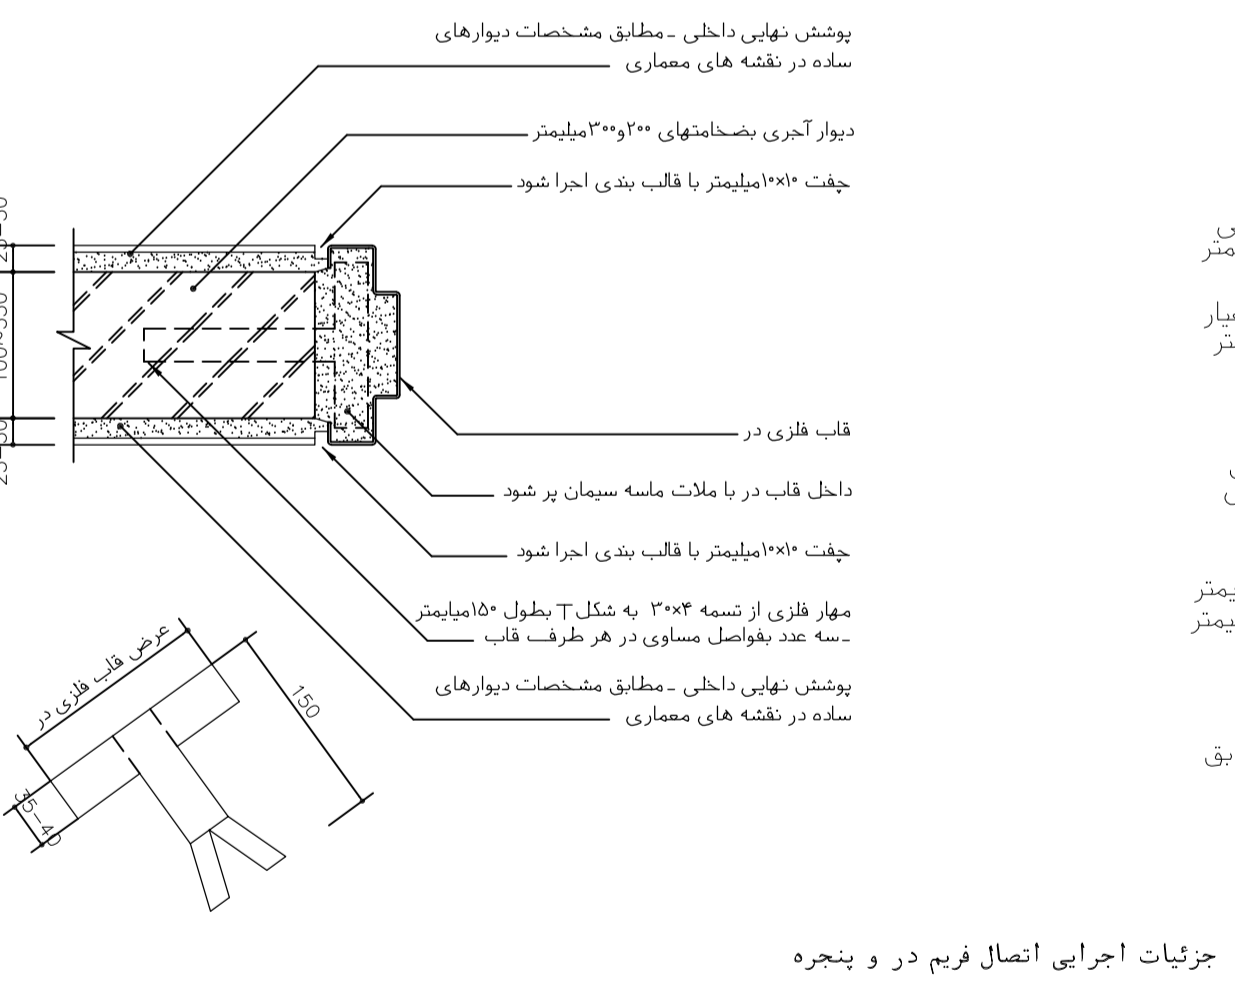 پوشش نهایی داخلی ـ مطابق مشخصات دیوارهای
ساده در نقشه های معماری
دیوار آجری بضخامتهای ۲۰۰و۳۰۰میلیمتر
چفت ۱۰×۱۰میلیمتر با قالب بندی اجرا شود
قاب فلزی در
داخل قاب در با ملات ماسه سیمان پر شود
چفت ۱۰×۱۰میلیمتر با قالب بندی اجرا شود
مهار فلزی از تسمه ۴×۳۰ به شکل T بطول ۱۵۰میایمتر
ـ سه عدد بفواصل مساوی در هر طرف قاب
پوشش نهایی داخلی ـ مطابق مشخصات دیوارهای
ساده در نقشه های معماری
عرض قاب فلزی در
150
35-40
جزئیات اجرایی اتصال فریم در و پنجره